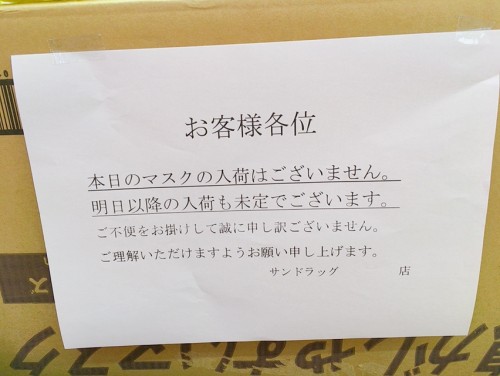 お客様各位
本日のマスクの入荷はございません。
明日以降の入荷も未定でございます。
ご不便をお掛けして誠に申し訳ございません。
ご理解いただけますようお願い申し上げます。
サンドラッグ　　　　　店